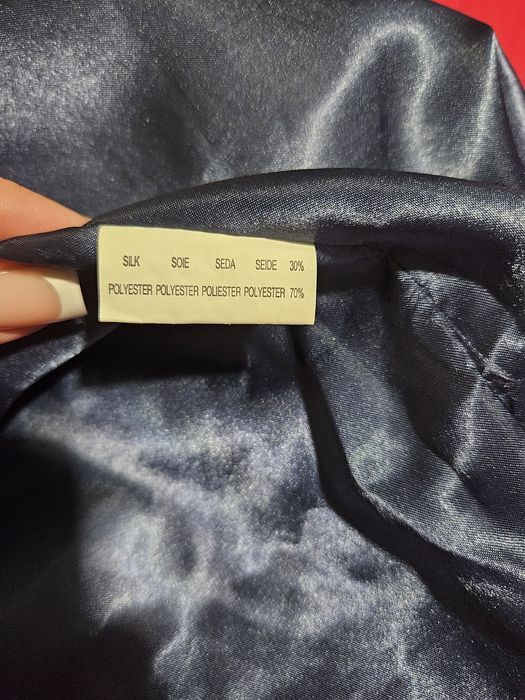 SILK SOIE SEDA SEIDE 30%
POLYESTER POLYESTER POLIESTER POLYESTER 70%